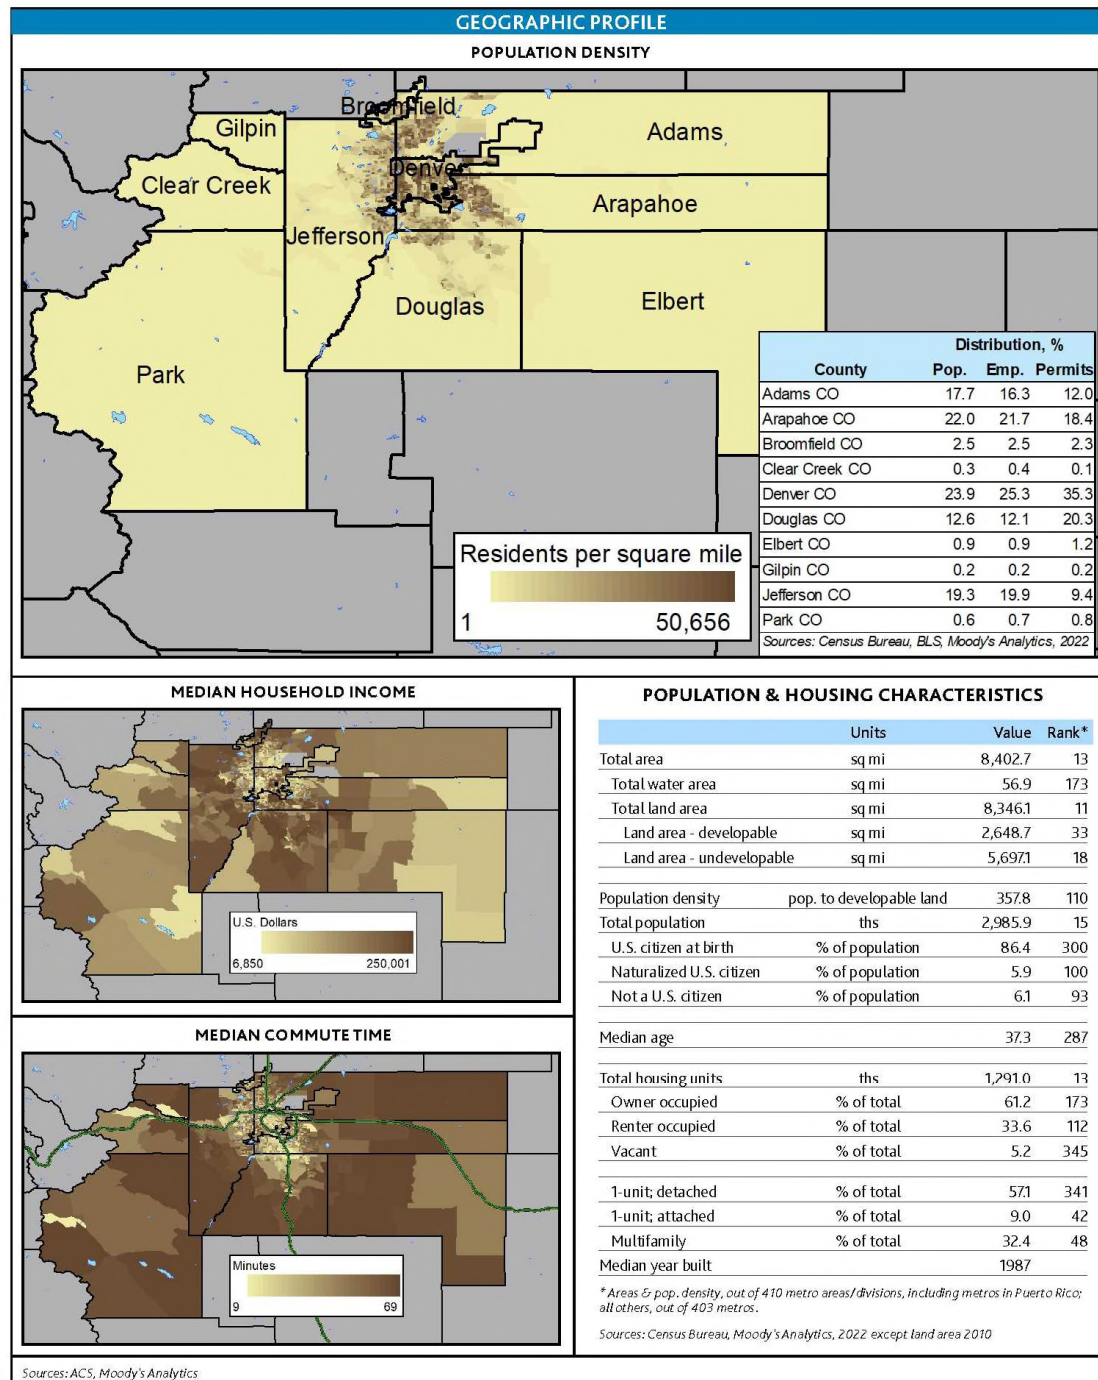 GEOGRAPHIC PROFILE
POPULATION DENSITY
Broomfield
Gilpin
Adams
Denver
Clear Creek
Arapahoe
Jefferson
Douglas
Elbert
Park
Residents per square mile
1 50,656
Distribution, %
County Pop. Emp. Permits
Adams CO 17.7 16.3 12.0
Arapahoe CO 22.0 21.7 18.4
Broomfield CO 2.5 2.5 2.3
Clear Creek CO 0.3 0.4 0.1
Denver CO 23.9 25.3 35.3
Douglas CO 12.6 12.1 20.3
Elbert CO 0.9 0.9 1.2
Gilpin CO 0.2 0.2 0.2
Jefferson CO 19.3 19.9 9.4
Park CO 0.6 0.7 0.8
Sources: Census Bureau, BLS, Moody's Analytics, 2022
MEDIAN HOUSEHOLD INCOME
U.S. Dollars
6,850 250,001
MEDIAN COMMUTE TIME
Minutes
9 69
POPULATION & HOUSING CHARACTERISTICS
Units Value Rank*
Total area sq mi 8,402.7 13
Total water area sq mi 56.9 173
Total land area sq mi 8,346.1 11
Land area - developable sq mi 2,648.7 33
Land area - undevelopable sq mi 5,697.1 18
Population density pop. to developable land 357.8 110
Total population ths 2,985.9 15
U.S. citizen at birth % of population 86.4 300
Naturalized U.S. citizen % of population 5.9 100
Not a U.S. citizen % of population 6.1 93
Median age 37.3 287
Total housing units ths 1,291.0 13
Owner occupied % of total 61.2 173
Renter occupied % of total 33.6 112
Vacant % of total 5.2 345
1-unit; detached % of total 57.1 341
1-unit; attached % of total 9.0 42
Multifamily % of total 32.4 48
Median year built 1987
* Areas & pop. density, out of 410 metro areas/divisions, including metros in Puerto Rico;
all others, out of 403 metros.
Sources: Census Bureau, Moody's Analytics, 2022 except land area 2010
Sources: ACS, Moody's Analytics